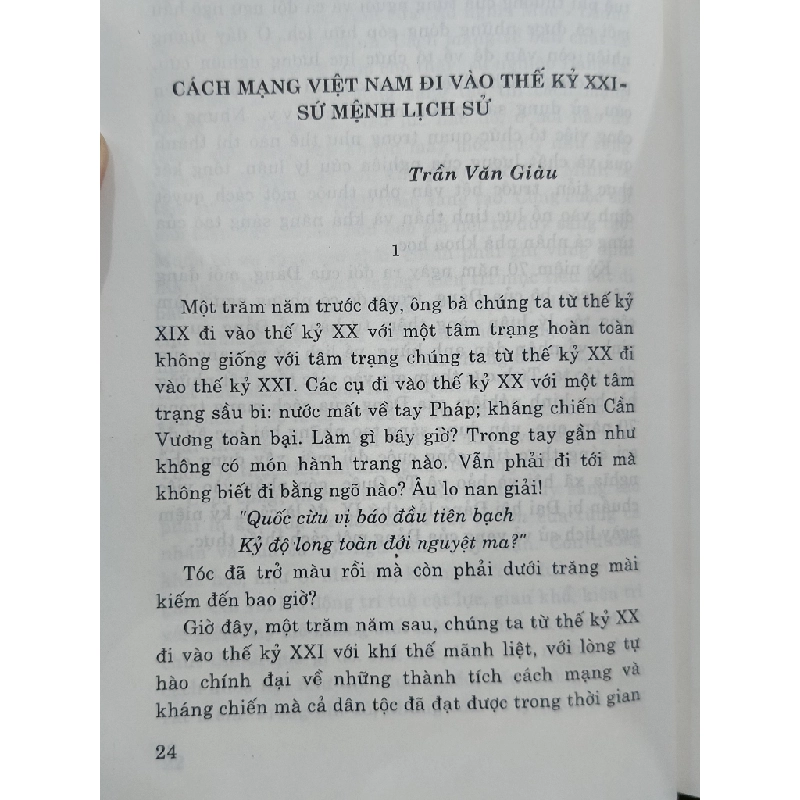 CÁCH MẠNG VIỆT NAM ĐI VÀO THẾ KỶ XXI-
SỨ MỆNH LỊCH SỬ
Trần Văn Giàu
1
Một trăm năm trước đây, ông bà chúng ta từ thế kỷ
XIX đi vào thế kỷ XX với một tâm trạng hoàn toàn
không giống với tâm trạng chúng ta từ thế kỷ XX đi
vào thế kỷ XXI. Các cụ đi vào thế kỷ XX với một tâm
trạng sầu bi: nước mất về tay Pháp; kháng chiến Cần
Vương toàn bại. Làm gì bây giờ? Trong tay gần như
không có món hành trang nào. Vẫn phải đi tới mà
không biết đi bằng ngõ nào? Âu lo nan giải!
"Quốc cừu vị báo đầu tiên bạch
Kỷ độ long toàn đới nguyệt ma?"
Tóc đã trở màu rồi mà còn phải dưới trăng mài
kiếm đến bao giờ?
Giờ đây, một trăm năm sau, chúng ta từ thế kỷ XX
đi vào thế kỷ XXI với khí thế mãnh liệt, với lòng tự
hào chính đại về những thành tích cách mạng và
kháng chiến mà cả dân tộc đã đạt được trong thời gian
24